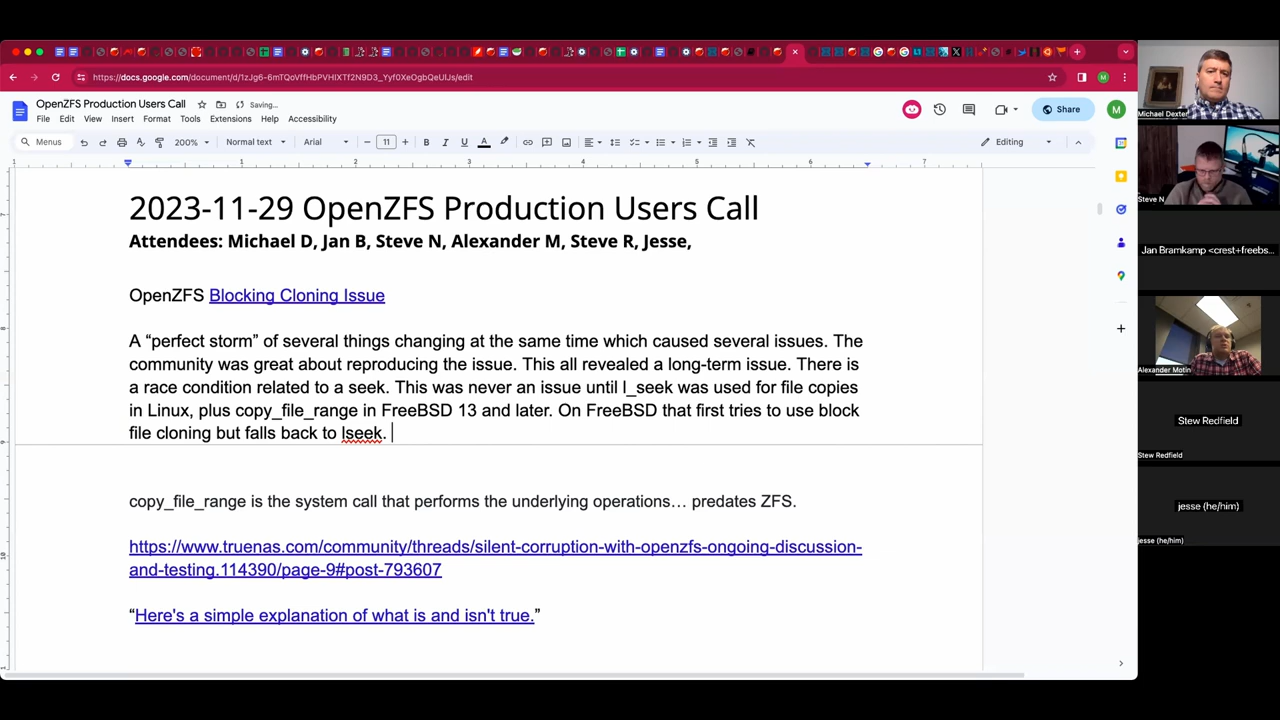 https://docs.google.com/document/d/1zJg6-6mTQoVffHbPVHIXTf2N9D3_Yyf0XeOgbQeUIJs/edit
OpenZFS Production Users Call
Saving...
File Edit View Insert Format Tools Extensions Help Accessibility
Share
M
Menus
200%
Normal text
Arial
11
Editing
2023-11-29 OpenZFS Production Users Call
Attendees: Michael D, Jan B, Steve N, Alexander M, Steve R, Jesse,
OpenZFS Blocking Cloning Issue
A “perfect storm” of several things changing at the same time which caused several issues. The
community was great about reproducing the issue. This all revealed a long-term issue. There is
a race condition related to a seek. This was never an issue until l_seek was used for file copies
in Linux, plus copy_file_range in FreeBSD 13 and later. On FreeBSD that first tries to use block
file cloning but falls back to lseek.
copy_file_range is the system call that performs the underlying operations… predates ZFS.
https://www.truenas.com/community/threads/silent-corruption-with-openzfs-ongoing-discussion-
and-testing.114390/page-9#post-793607
“Here's a simple explanation of what is and isn't true.”
Michael Dexter
Steve N
Jan Bramkamp <crest+freebs...
Alexander Motin
Stew Redfield
Stew Redfield
jesse (he/him)
jesse (he/him)